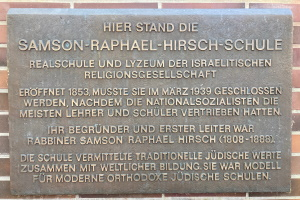 HIER STAND DIE
SAMSON-RAPHAEL-HIRSCH-SCHULE
REALSCHULE UND LYZEUM DER ISRAELITISCHEN
RELIGIONSGESELLSCHAFT
ERÖFFNET 1853, MUSSTE SIE IM MÄRZ 1939 GESCHLOSSEN
WERDEN, NACHDEM DIE NATIONALSOZIALISTEN DIE
MEISTEN LEHRER UND SCHÜLER VERTRIEBEN HATTEN.
IHR BEGRÜNDER UND ERSTER LEITER WAR
RABBINER SAMSON RAPHAEL HIRSCH (1808-1888).
DIE SCHULE VERMITTELTE TRADITIONELLE JÜDISCHE WERTE
ZUSAMMEN MIT WELTLICHER BILDUNG. SIE WAR MODELL
FÜR MODERNE ORTHODOXE JÜDISCHE SCHULEN.